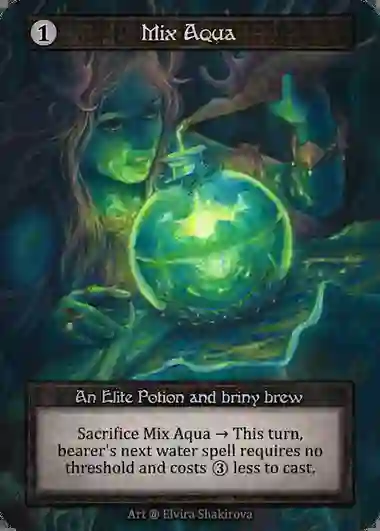 1
Mix Aqua
An Elite Potion and briny brew
Sacrifice Mix Aqua → This turn,
bearer's next water spell requires no
threshold and costs ③ less to cast.
Art @ Elvira Shakirova